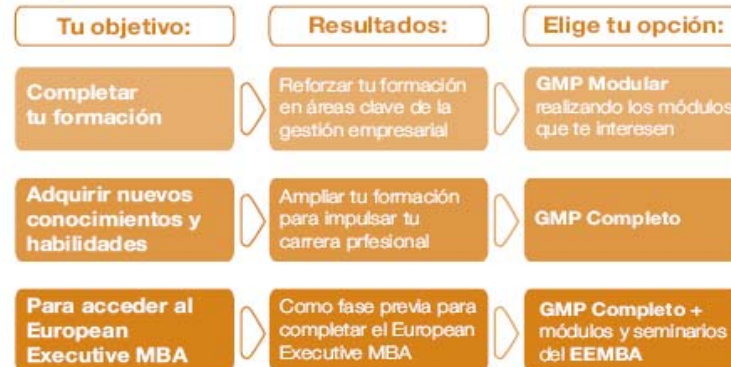 Tu objetivo:
Resultados:
Elige tu opción:
Completar
tu formación
Reforzar tu formación
en áreas clave de la
gestión empresarial
GMP Modular
realizando los módulos
que te interesen
Adquirir nuevos
conocimientos y
habilidades
Ampliar tu formación
para impulsar tu
carrera prfesional
GMP Completo
Para acceder al
European
Executive MBA
Como fase previa para
completar el European
Executive MBA
GMP Completo +
módulos y seminarios
del EEMBA